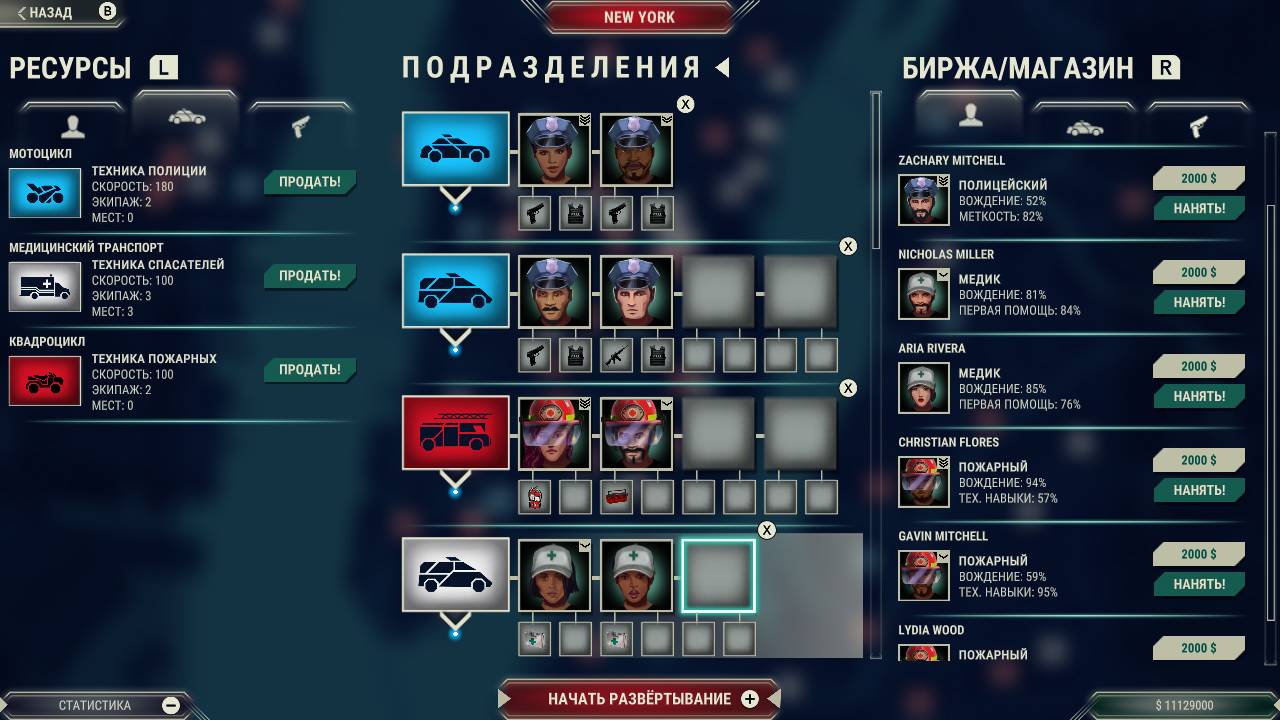 НАЗАД B
NEW YORK
РЕСУРСЫ L
МОТОЦИКЛ
ТЕХНИКА ПОЛИЦИИ
СКОРОСТЬ: 180
ЭКИПАЖ: 2
МЕСТ: 0
ПРОДАТЬ!
МЕДИЦИНСКИЙ ТРАНСПОРТ
ТЕХНИКА СПАСАТЕЛЕЙ
СКОРОСТЬ: 100
ЭКИПАЖ: 3
МЕСТ: 3
ПРОДАТЬ!
КВАДРОЦИКЛ
ТЕХНИКА ПОЖАРНЫХ
СКОРОСТЬ: 100
ЭКИПАЖ: 2
МЕСТ: 0
ПРОДАТЬ!
ПОДРАЗДЕЛЕНИЯ
X
X
X
X
БИРЖА/МАГАЗИН R
ZACHARY MITCHELL
ПОЛИЦЕЙСКИЙ
ВОЖДЕНИЕ: 52%
МЕТКОСТЬ: 82%
2000 $
НАНЯТЬ!
NICHOLAS MILLER
МЕДИК
ВОЖДЕНИЕ: 81%
ПЕРВАЯ ПОМОЩЬ: 84%
2000 $
НАНЯТЬ!
ARIA RIVERA
МЕДИК
ВОЖДЕНИЕ: 85%
ПЕРВАЯ ПОМОЩЬ: 76%
2000 $
НАНЯТЬ!
CHRISTIAN FLORES
ПОЖАРНЫЙ
ВОЖДЕНИЕ: 94%
ТЕХ. НАВЫКИ: 57%
2000 $
НАНЯТЬ!
GAVIN MITCHELL
ПОЖАРНЫЙ
ВОЖДЕНИЕ: 59%
ТЕХ. НАВЫКИ: 95%
2000 $
НАНЯТЬ!
LYDIA WOOD
ПОЖАРНЫЙ
2000 $
СТАТИСТИКА
НАЧАТЬ РАЗВЁРТЫВАНИЕ
$ 11129000